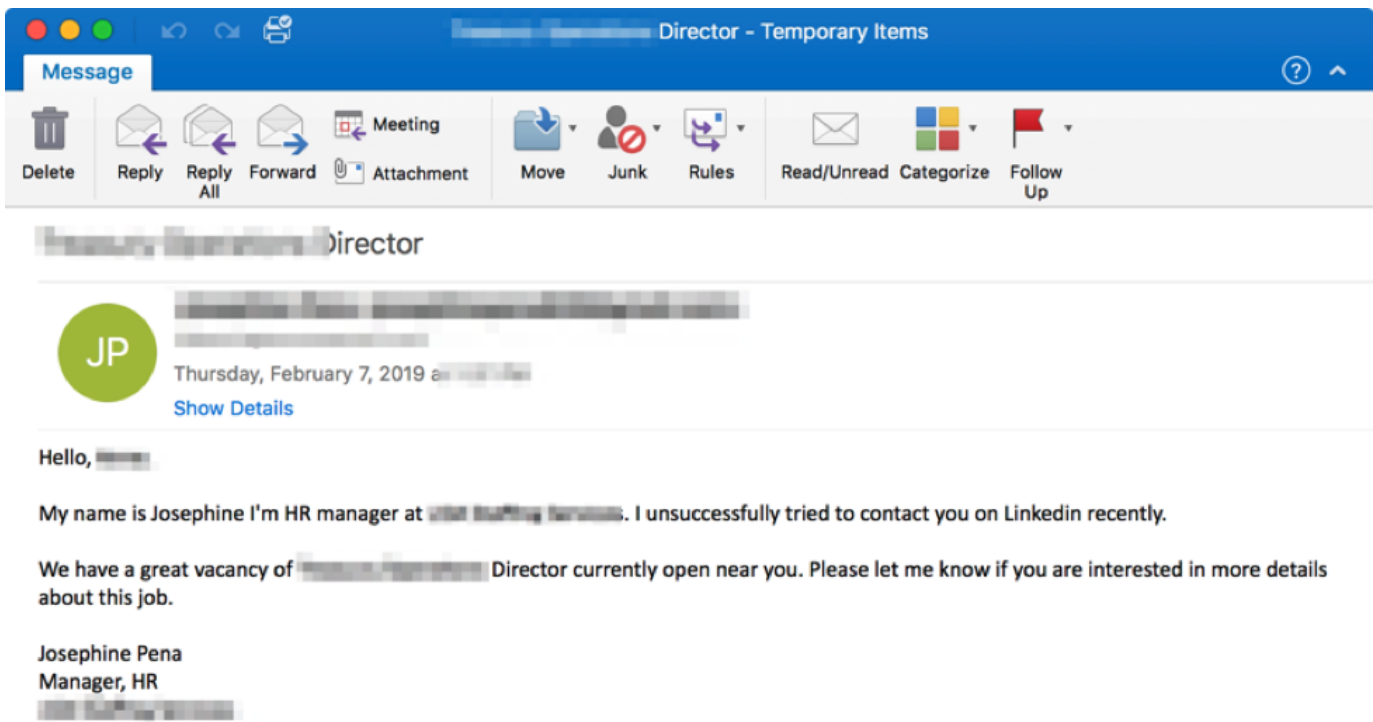 Director – Temporary Items
Message
?
Meeting
Delete Reply Reply Forward Attachment Move Junk Rules Read/Unread Categorize Follow
All Up
Director
JP
Thursday, February 7, 2019
Show Details
Hello,
My name is Josephine I'm HR manager at . I unsuccessfully tried to contact you on Linkedin recently.
We have a great vacancy of Director currently open near you. Please let me know if you are interested in more details
about this job.
Josephine Pena
Manager, HR